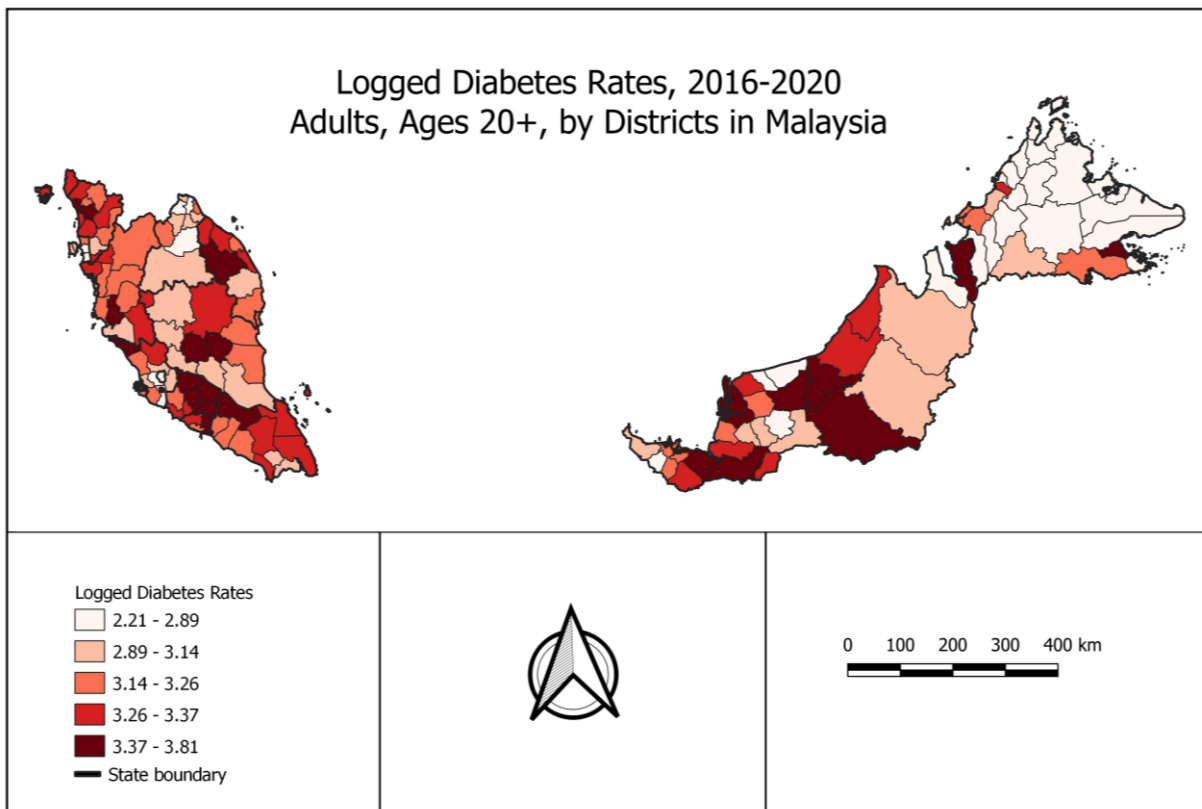 Logged Diabetes Rates, 2016-2020
Adults, Ages 20+, by Districts in Malaysia
Logged Diabetes Rates
2.21 - 2.89
2.89 - 3.14
3.14 - 3.26
3.26 - 3.37
3.37 - 3.81
State boundary
0 100 200 300 400 km